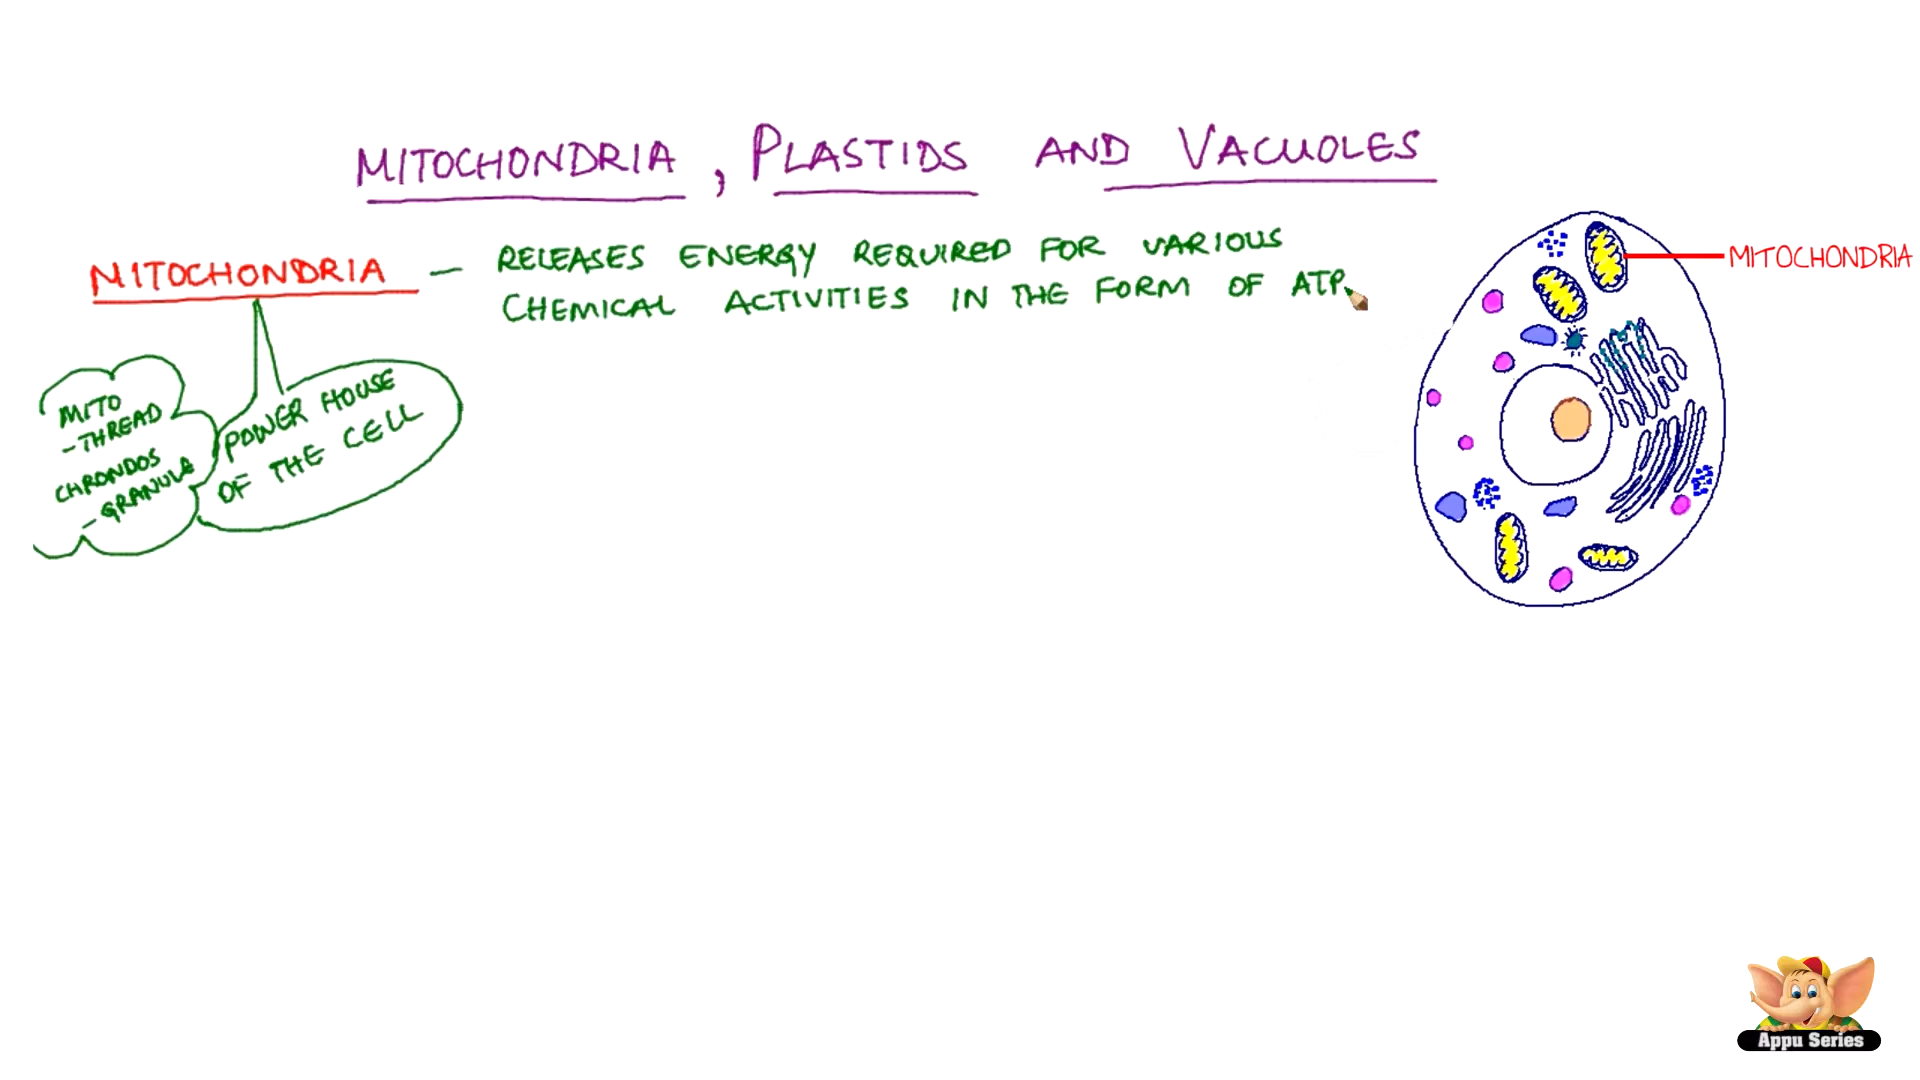 MITOCHONDRIA, PLASTIDS AND VACUOLES
MITOCHONDRIA - RELEASES ENERGY REQUIRED FOR VARIOUS
CHEMICAL ACTIVITIES IN THE FORM OF ATP
MITOCHONDRIA
MITO
- THREAD
CHRONDOS
- GRANULE
POWER HOUSE
OF THE CELL
Appu Series